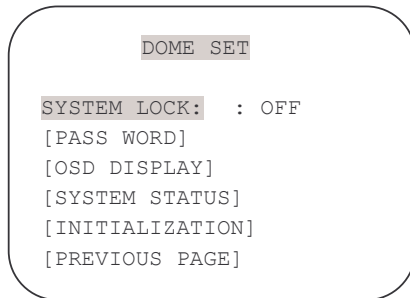 DOME SET
SYSTEM LOCK: : OFF
[PASS WORD]
[OSD DISPLAY]
[SYSTEM STATUS]
[INITIALIZATION]
[PREVIOUS PAGE]